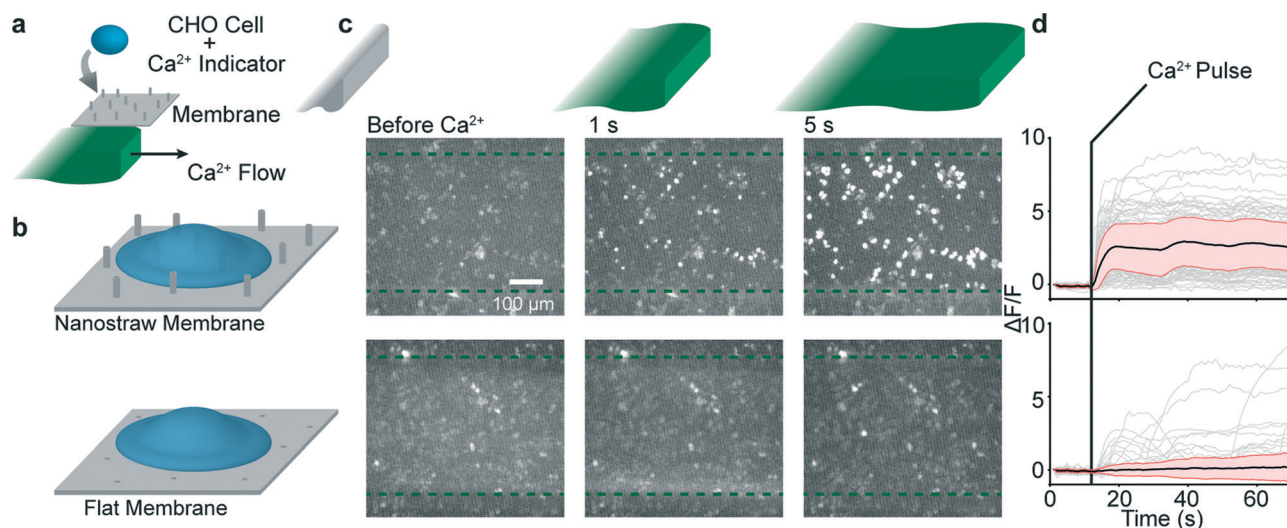 a
CHO Cell
+
Ca²⁺ Indicator
Membrane
Ca²⁺ Flow
b
Nanostraw Membrane
Flat Membrane
c
Before Ca²⁺
1 s
5 s
100 µm
d
Ca²⁺ Pulse
10
5
0
ΔF/F
10
5
0
0
20
40
60
Time (s)